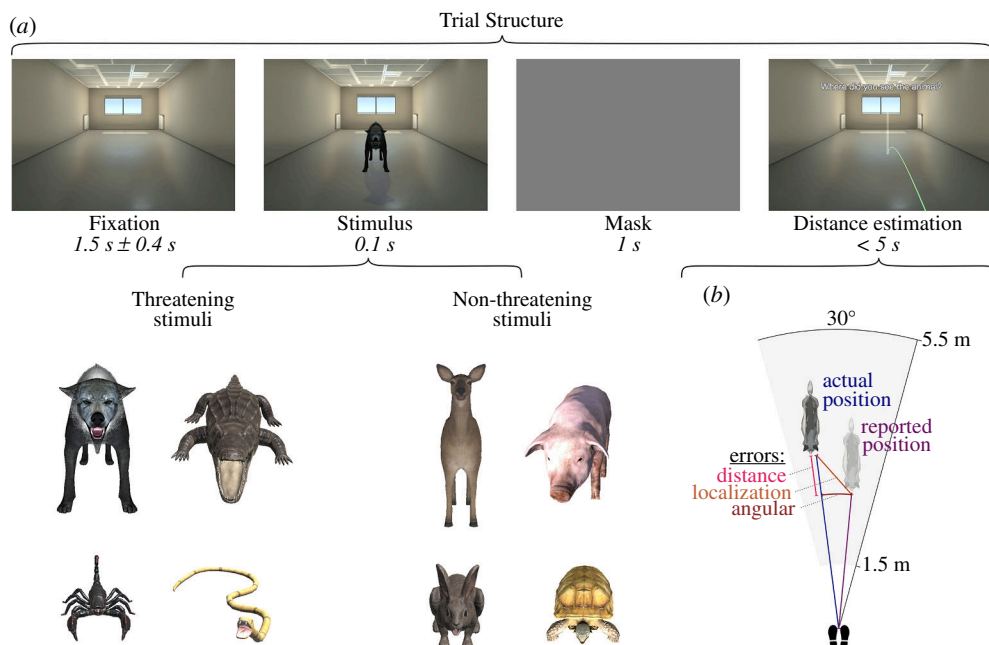 (a)
Trial Structure
Where did you see the animal?
Fixation
1.5 s ± 0.4 s
Stimulus
0.1 s
Mask
1 s
Distance estimation
< 5 s
Threatening
stimuli
Non-threatening
stimuli
(b)
30°
5.5 m
actual
position
reported
position
errors:
distance
localization
angular
1.5 m